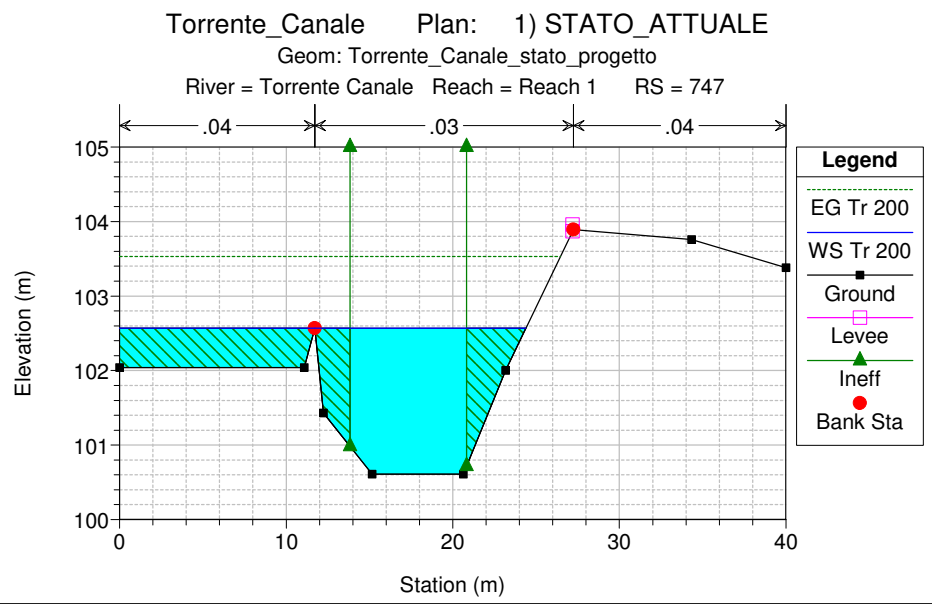 Torrente_Canale Plan: 1) STATO_ATTUALE
Geom: Torrente_Canale_stato_progetto
River = Torrente Canale Reach = Reach 1 RS = 747
.04 .03 .04
105
104
103
102
101
100
Elevation (m)
0 10 20 30 40
Station (m)
Legend
EG Tr 200
WS Tr 200
Ground
Levee
Ineff
Bank Sta